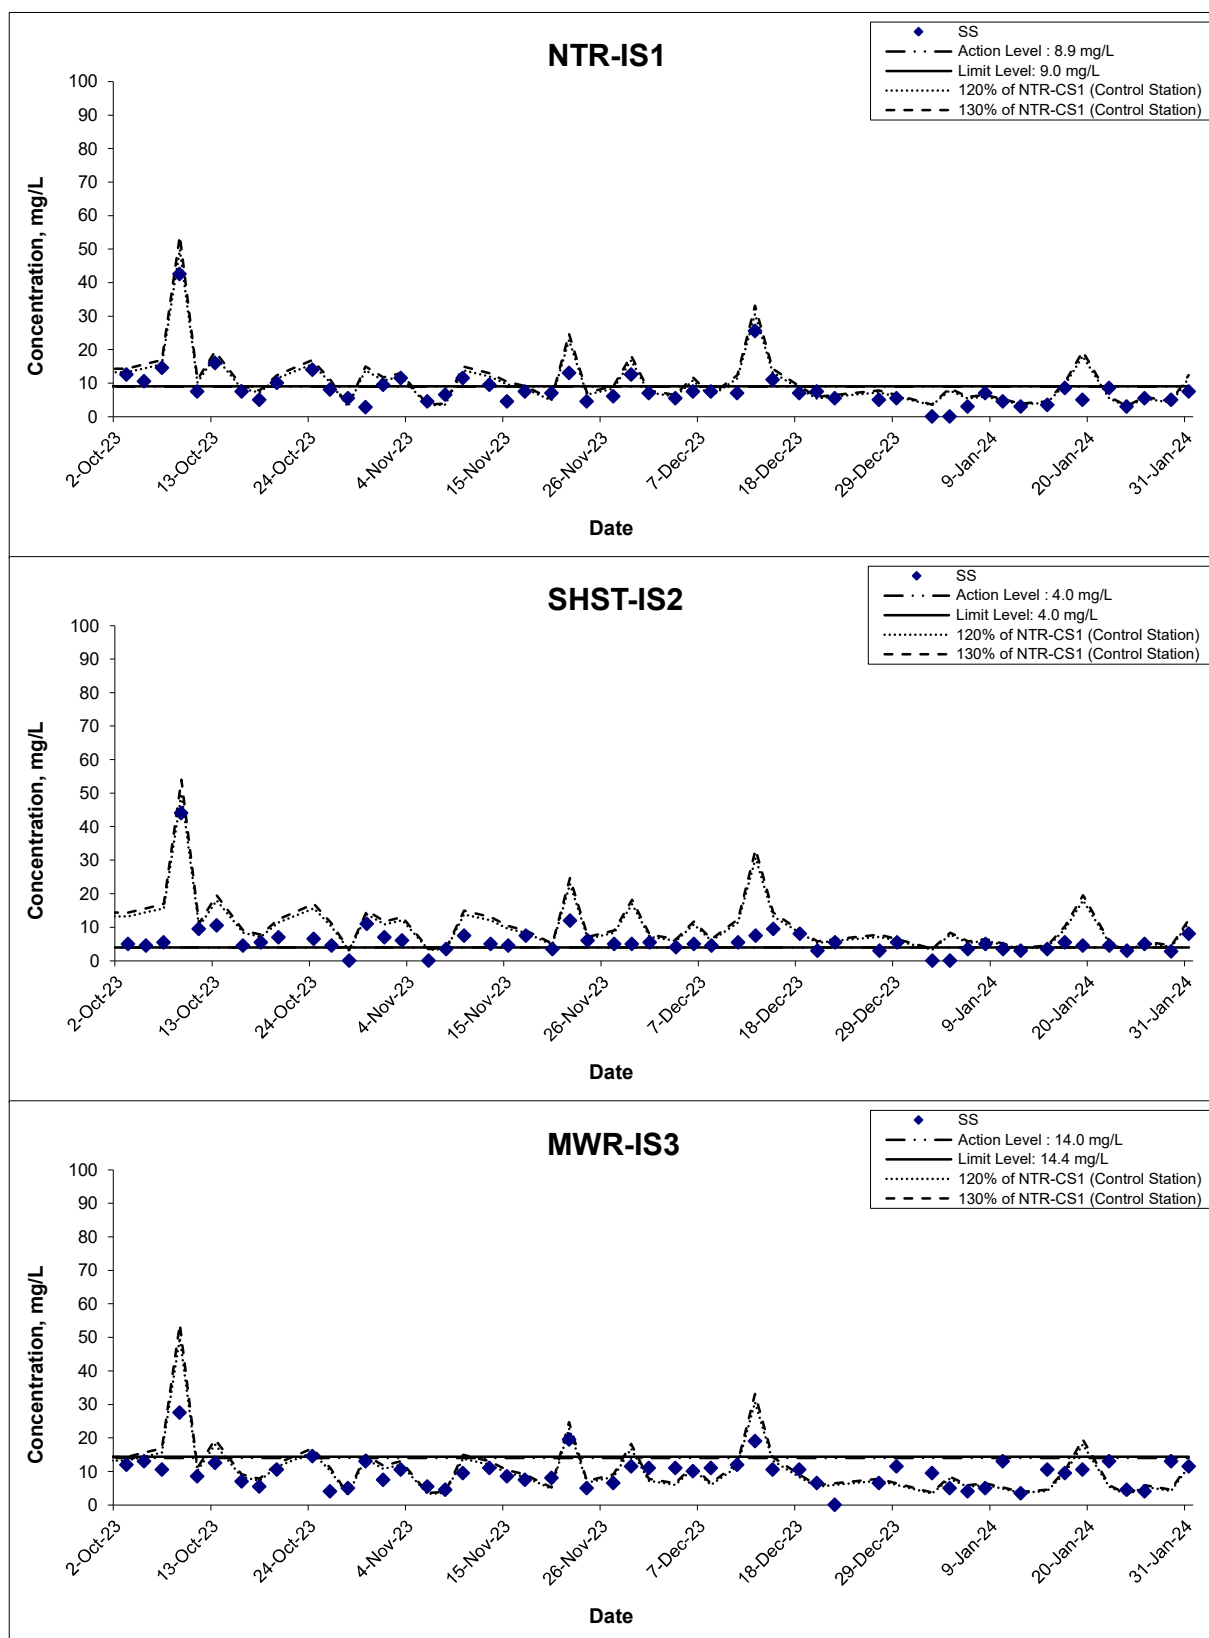 NTR-IS1
SS
Action Level : 8.9 mg/L
Limit Level: 9.0 mg/L
120% of NTR-CS1 (Control Station)
130% of NTR-CS1 (Control Station)
Concentration, mg/L
100
90
80
70
60
50
40
30
20
10
0
2-Oct-23
13-Oct-23
24-Oct-23
4-Nov-23
15-Nov-23
26-Nov-23
7-Dec-23
18-Dec-23
29-Dec-23
9-Jan-24
20-Jan-24
31-Jan-24
Date
SHST-IS2
SS
Action Level : 4.0 mg/L
Limit Level: 4.0 mg/L
120% of NTR-CS1 (Control Station)
130% of NTR-CS1 (Control Station)
Concentration, mg/L
100
90
80
70
60
50
40
30
20
10
0
2-Oct-23
13-Oct-23
24-Oct-23
4-Nov-23
15-Nov-23
26-Nov-23
7-Dec-23
18-Dec-23
29-Dec-23
9-Jan-24
20-Jan-24
31-Jan-24
Date
MWR-IS3
SS
Action Level : 14.0 mg/L
Limit Level: 14.4 mg/L
120% of NTR-CS1 (Control Station)
130% of NTR-CS1 (Control Station)
Concentration, mg/L
100
90
80
70
60
50
40
30
20
10
0
2-Oct-23
13-Oct-23
24-Oct-23
4-Nov-23
15-Nov-23
26-Nov-23
7-Dec-23
18-Dec-23
29-Dec-23
9-Jan-24
20-Jan-24
31-Jan-24
Date